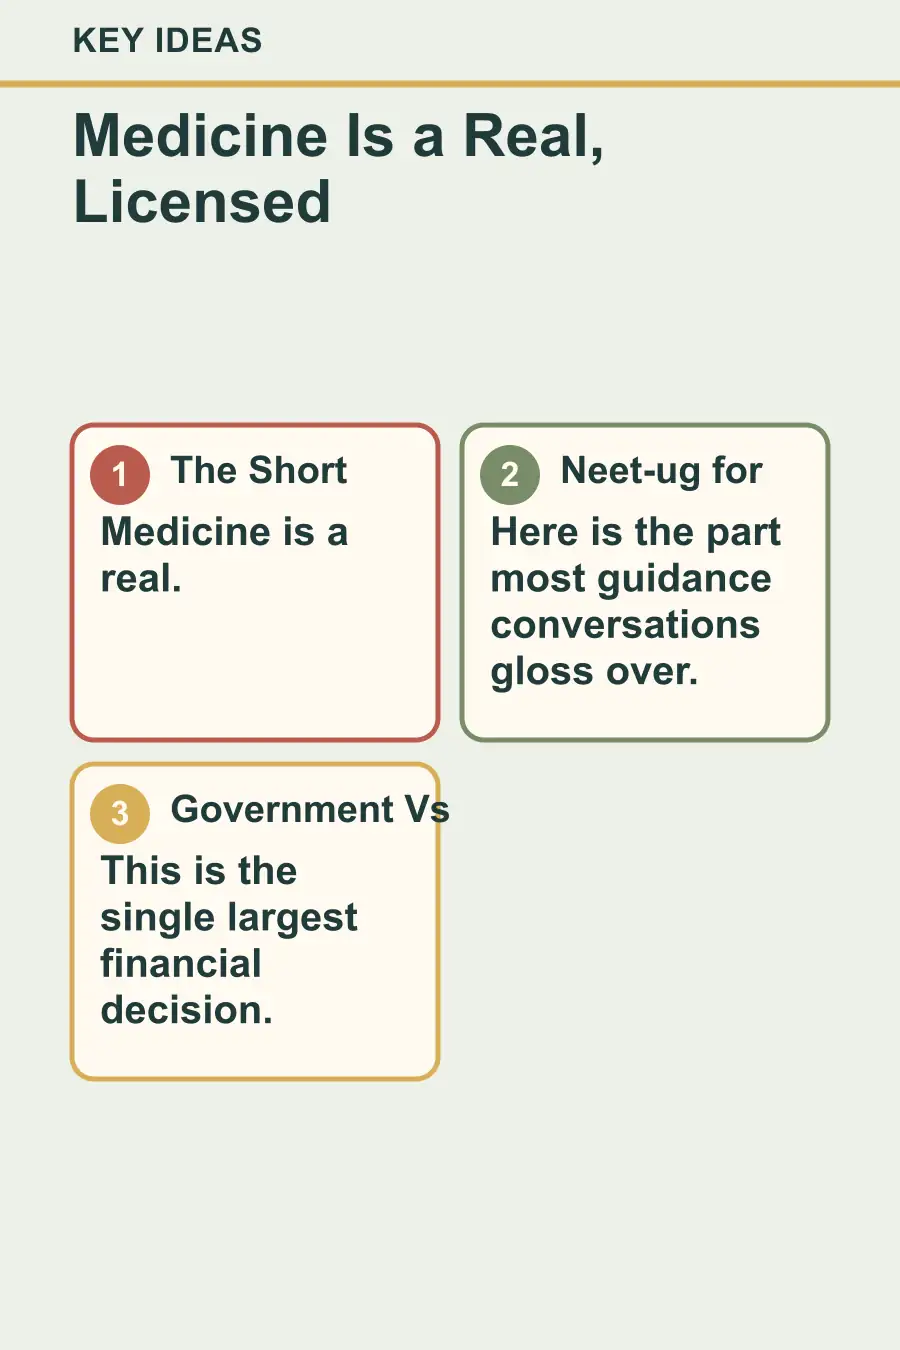 KEY IDEAS
Medicine Is a Real,
Licensed
1
The Short
Medicine is a
real.
2
Neet-ug for
Here is the part
most guidance
conversations
gloss over.
3
Government Vs
This is the
single largest
financial
decision.